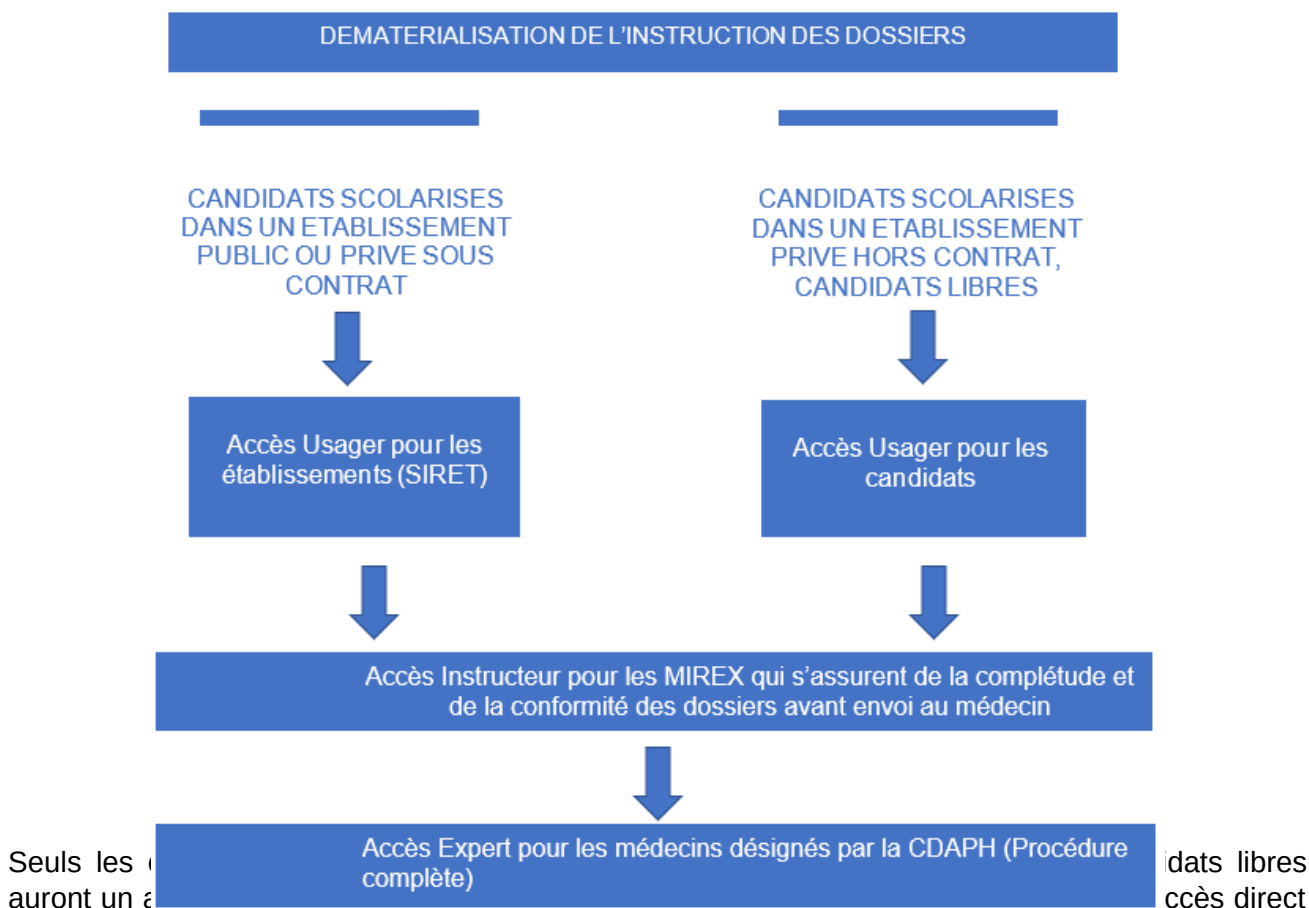 DEMATERIALISATION DE L'INSTRUCTION DES DOSSIERS
CANDIDATS SCOLARISES
DANS UN ETABLISSEMENT
PUBLIC OU PRIVE SOUS
CONTRAT
CANDIDATS SCOLARISES
DANS UN ETABLISSEMENT
PRIVE HORS CONTRAT,
CANDIDATS LIBRES
Accès Usager pour les
établissements (SIRET)
Accès Usager pour les
candidats
Accès Instructeur pour les MIREX qui s'assurent de la complétude et
de la conformité des dossiers avant envoi au médecin
Accès Expert pour les médecins désignés par la CDAPH (Procédure
complète)
Seuls les idats libres
auront un ccès direct